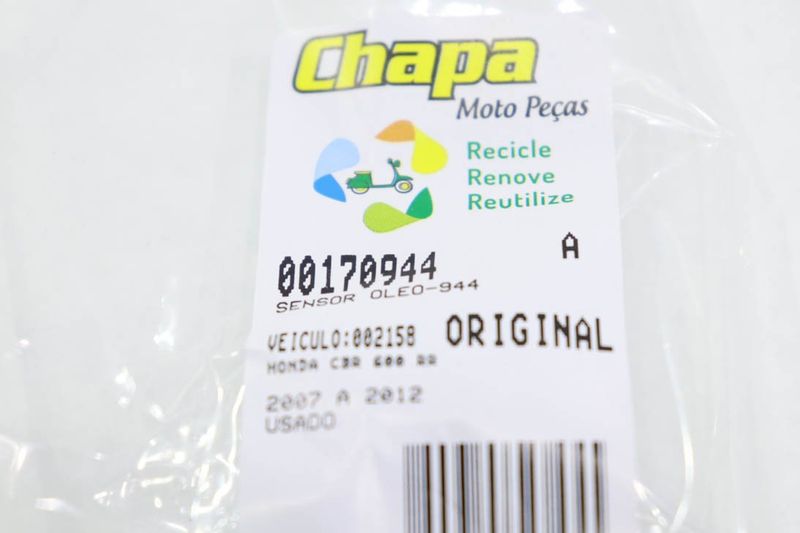 Chapa
Moto Peças
Recicle
Renove
Reutilize
A
00170944
SENSOR OLEO-944
VEICULO:002158 ORIGINAL
HONDA CBR 600 RR
2007 A 2012
USADO